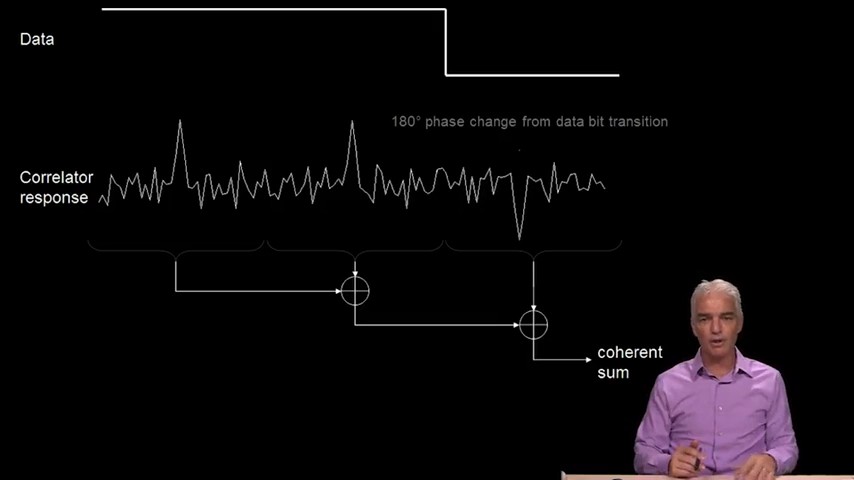 Data
180° phase change from data bit transition
Correlator
response
coherent
sum